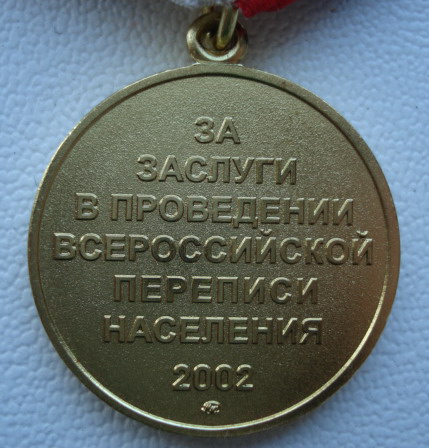 ЗА
ЗАСЛУГИ
В ПРОВЕДЕНИИ
ВСЕРОССИЙСКОЙ
ПЕРЕПИСИ
НАСЕЛЕНИЯ
2002